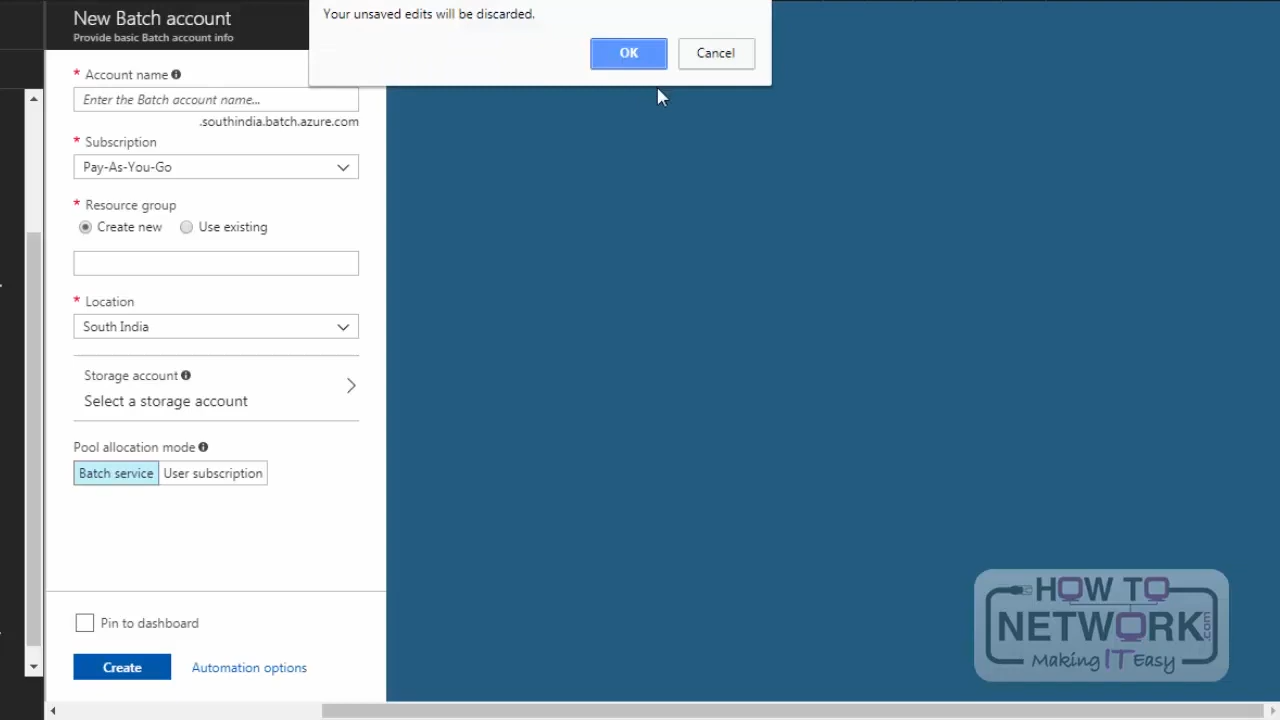 New Batch account
Provide basic Batch account info
Your unsaved edits will be discarded.
OK
Cancel
* Account name
Enter the Batch account name...
.southindia.batch.azure.com
* Subscription
Pay-As-You-Go
* Resource group
Create new
Use existing
* Location
South India
Storage account
Select a storage account
Pool allocation mode
Batch service
User subscription
Pin to dashboard
Create
Automation options
HOW TO
NETWORK.com
Making IT Easy